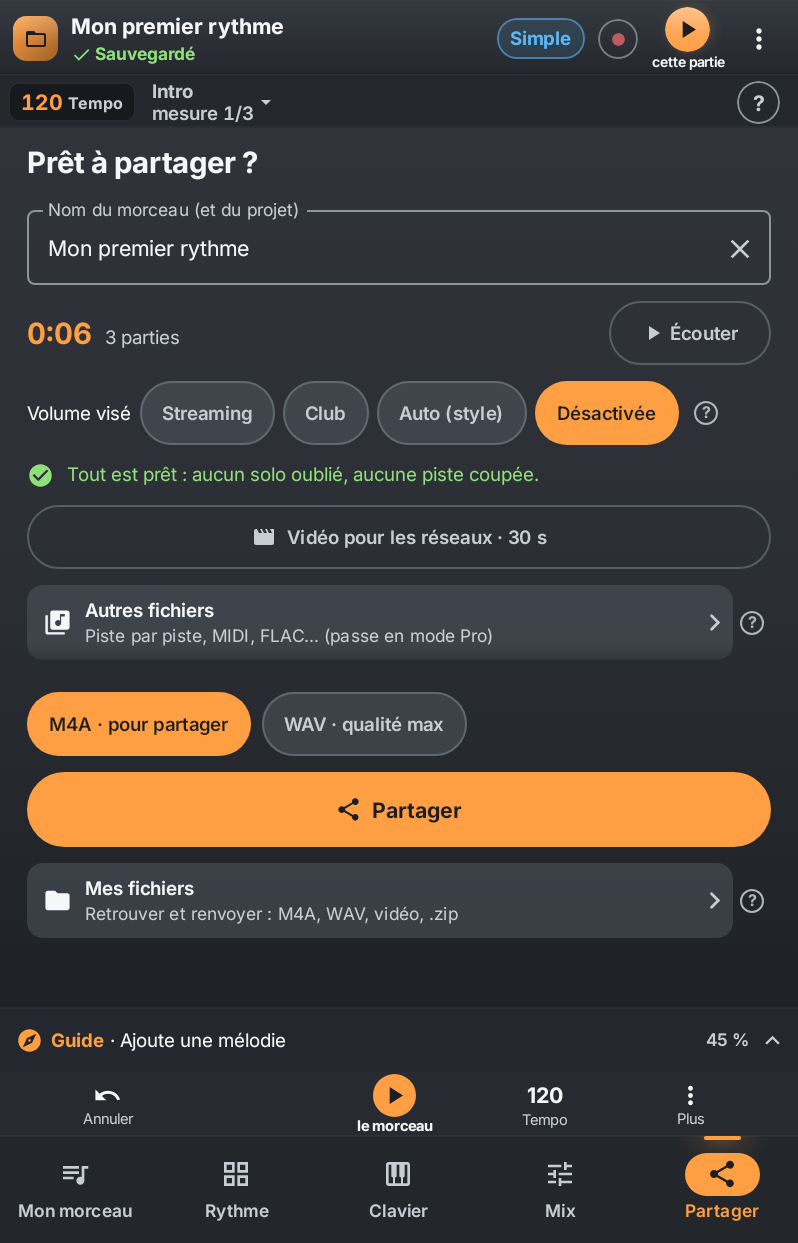 Mon premier rythme
Sauvegardé
Simple
cette partie
120 Tempo
Intro
mesure 1/3
?
Prêt à partager ?
Nom du morceau (et du projet)
Mon premier rythme
0:06 3 parties
Écouter
Volume visé
Streaming
Club
Auto (style)
Désactivée
?
Tout est prêt : aucun solo oublié, aucune piste coupée.
Vidéo pour les réseaux · 30 s
Autres fichiers
Piste par piste, MIDI, FLAC... (passe en mode Pro)
?
M4A · pour partager
WAV · qualité max
Partager
Mes fichiers
Retrouver et renvoyer : M4A, WAV, vidéo, .zip
?
Guide · Ajoute une mélodie
45 %
Annuler
le morceau
120
Tempo
Plus
Mon morceau
Rythme
Clavier
Mix
Partager